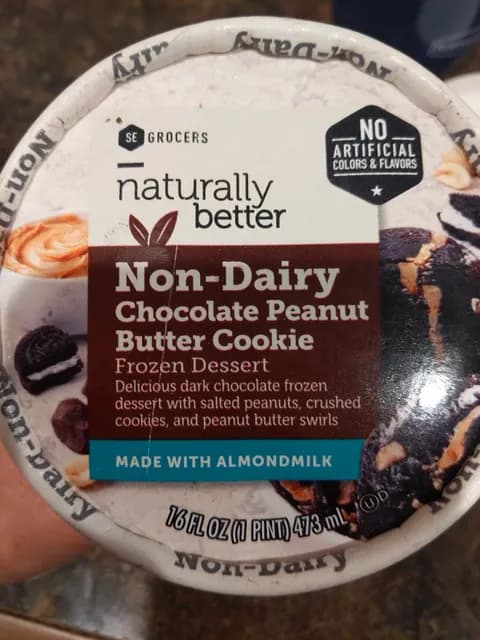 Non-Dairy
SE GROCERS
NO
ARTIFICIAL
COLORS & FLAVORS
naturally
better
Non-Dairy
Chocolate Peanut
Butter Cookie
Frozen Dessert
Delicious dark chocolate frozen
dessert with salted peanuts, crushed
cookies, and peanut butter swirls
MADE WITH ALMONDMILK
16 FL OZ (1 PINT) 473 mL
U D
Non-Dairy
Non-Dairy